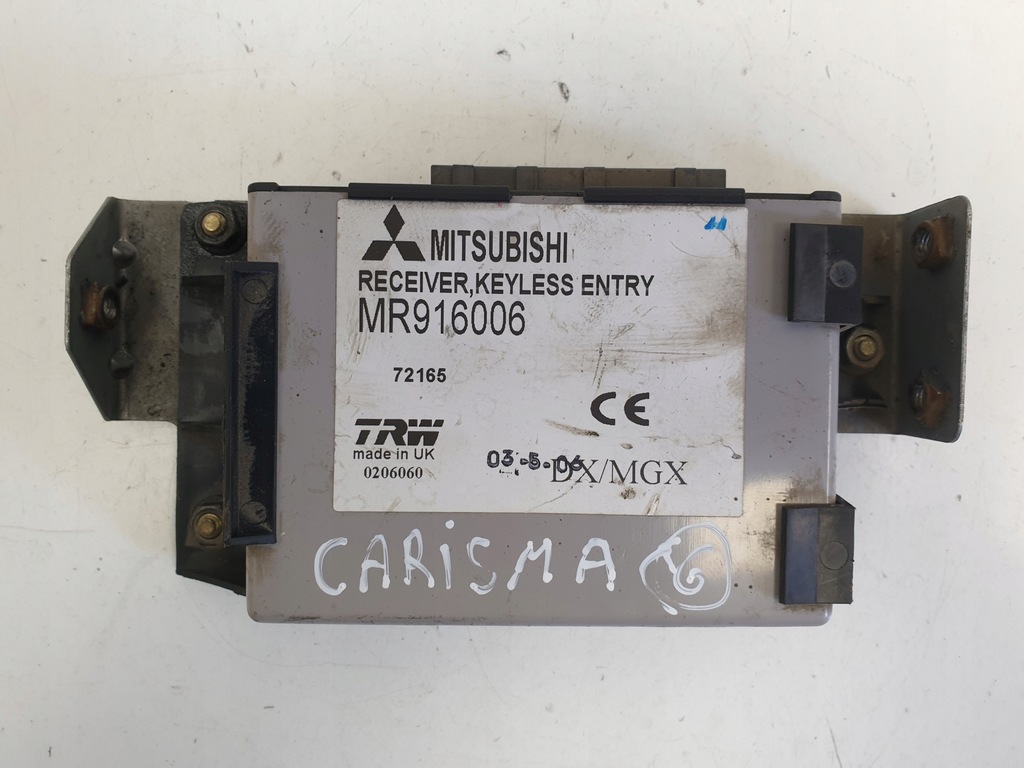 MITSUBISHI
RECEIVER,KEYLESS ENTRY
MR916006
72165
CE
TRW
made in UK
0206060
03-5-06
DX/MGX
CARiSMA